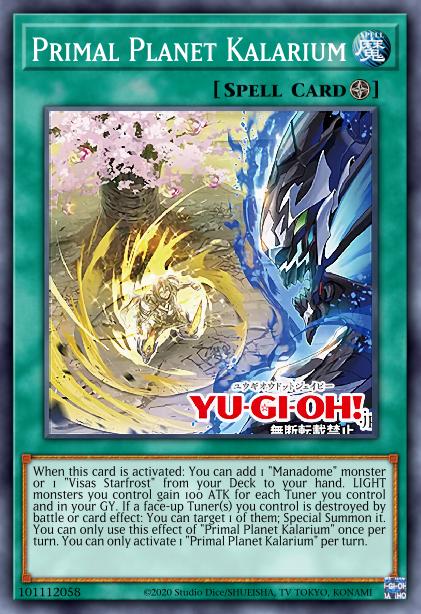 PRIMAL PLANET KALARIUM
SPELL
魔
[SPELL CARD]
ユウギオウドットジェイピー
YU-GI-OH!
無断転載禁止
When this card is activated: You can add 1 "Manadome" monster
or 1 "Visas Starfrost" from your Deck to your hand. LIGHT
monsters you control gain 100 ATK for each Tuner you control
and in your GY. If a face-up Tuner(s) you control is destroyed by
battle or card effect: You can target 1 of them; Special Summon it.
You can only use this effect of "Primal Planet Kalarium" once per
turn. You can only activate 1 "Primal Planet Kalarium" per turn.
101112058
©2020 Studio Dice/SHUEISHA, TV TOKYO, KONAMI